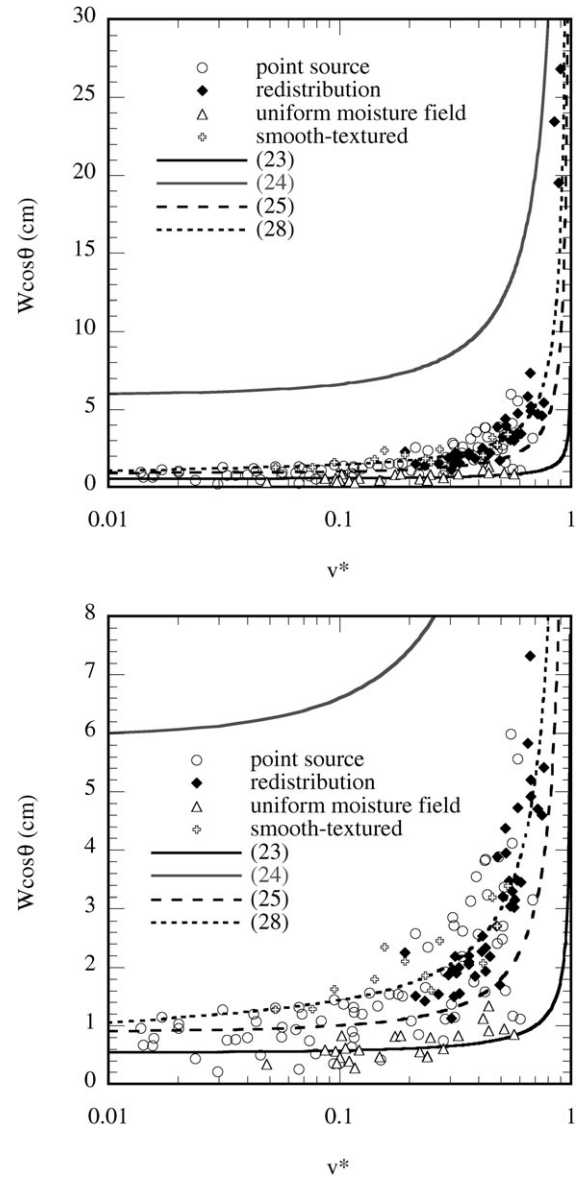 30
25
20
15
10
5
0
Wcosθ (cm)
point source
redistribution
uniform moisture field
smooth-textured
(23)
(24)
(25)
(28)
0.01
0.1
1
v*
8
7
6
5
4
3
2
1
0
Wcosθ (cm)
point source
redistribution
uniform moisture field
smooth-textured
(23)
(24)
(25)
(28)
0.01
0.1
1
v*